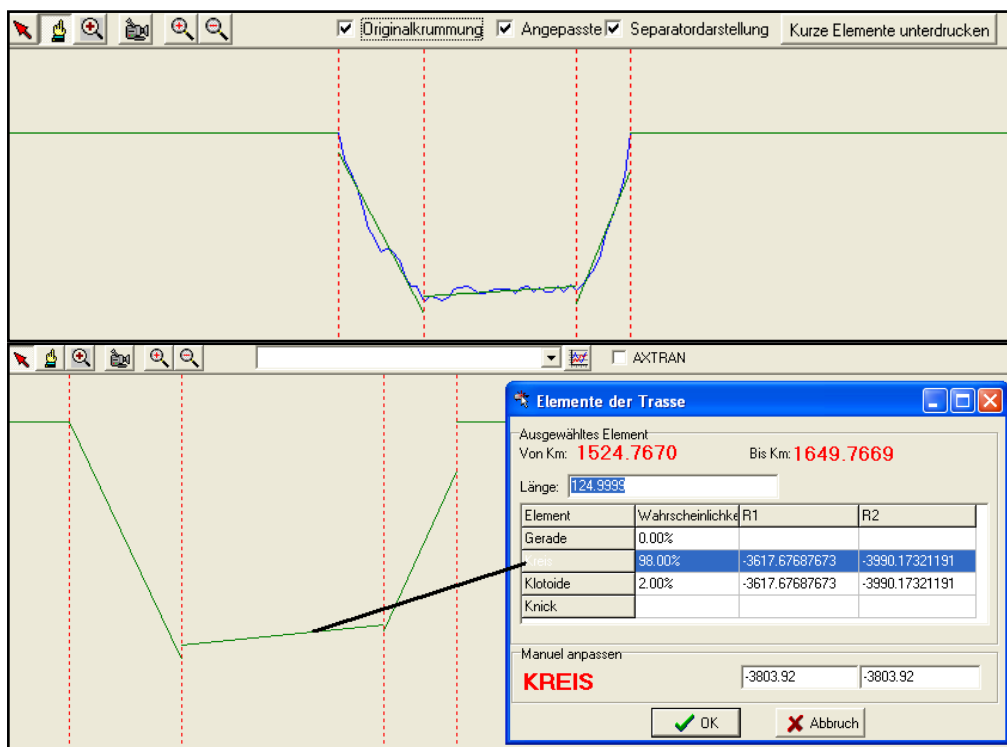 Originalkrummung Angepasste Separatordarstellung Kurze Elemente unterdrucken
AXTRAN
Elemente der Trasse
Ausgewähltes Element
Von Km: 1524.7670 Bis Km: 1649.7669
Länge: 124.9999
Element Wahrscheinlichke R1 R2
Gerade 0.00%
Kreis 98.00% -3617.67687673 -3990.17321191
Klotoide 2.00% -3617.67687673 -3990.17321191
Knick
Manuel anpassen
KREIS -3803.92 -3803.92
OK Abbruch